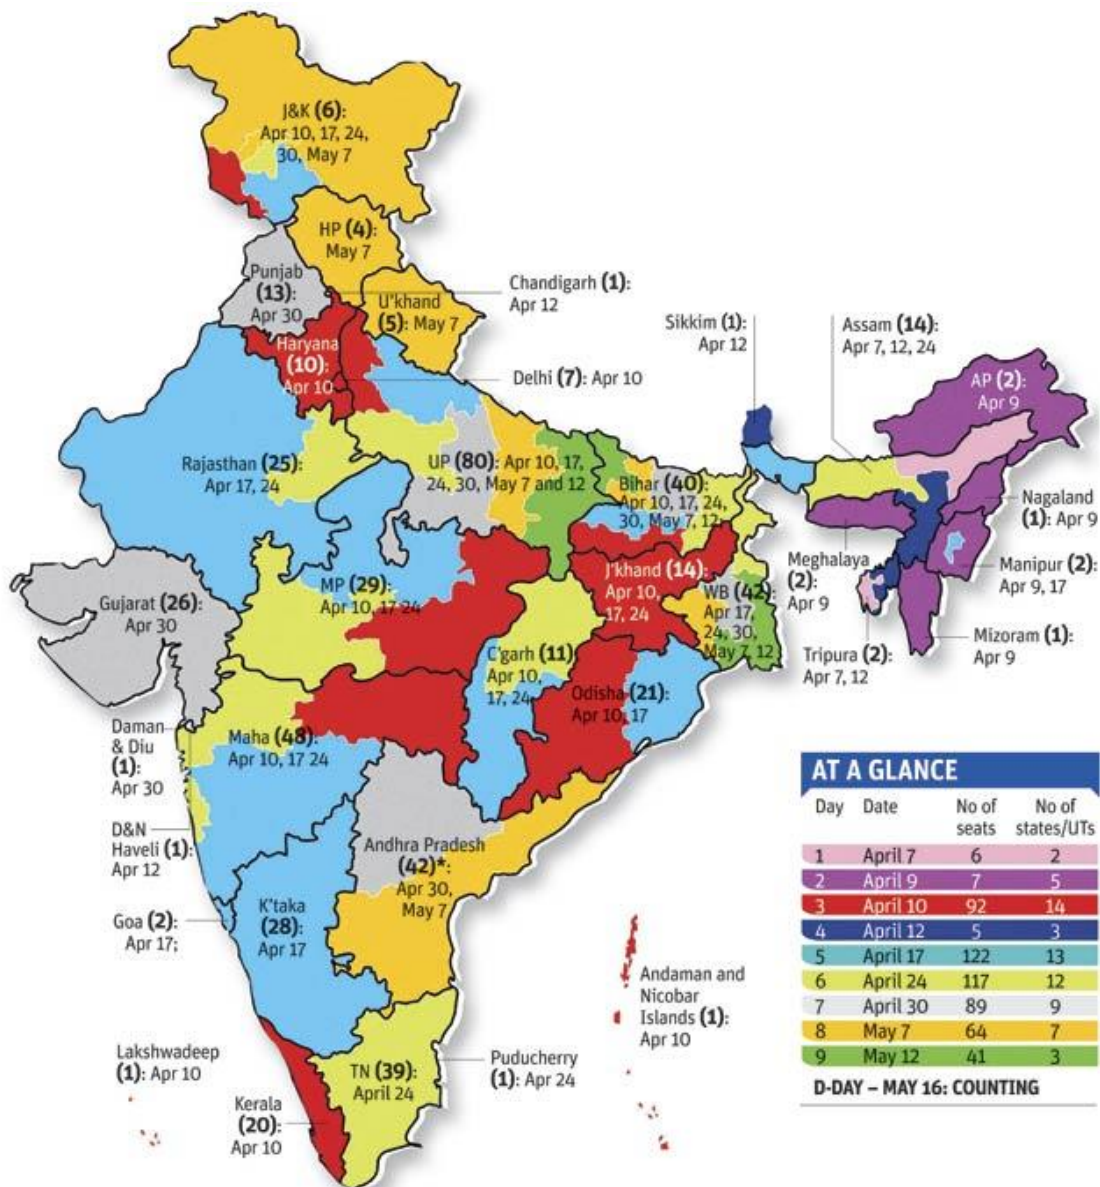 J&K (6):
Apr 10, 17, 24,
30, May 7
HP (4):
May 7
Punjab
(13):
Apr 30
Chandigarh (1):
Apr 12
U'khand
(5): May 7
Haryana
(10):
Apr 10
Delhi (7): Apr 10
Sikkim (1):
Apr 12
Assam (14):
Apr 7, 12, 24
AP (2):
Apr 9
Rajasthan (25):
Apr 17, 24
UP (80): Apr 10, 17,
24, 30, May 7 and 12
Bihar (40):
Apr 10, 17, 24,
30, May 7, 12
Nagaland
(1): Apr 9
Meghalaya
(2):
Apr 9
Manipur (2):
Apr 9, 17
Gujarat (26):
Apr 30
MP (29):
Apr 10, 17 24
J'khand (14):
Apr 10,
17, 24
WB (42):
Apr 17,
24, 30,
May 7, 12
Mizoram (1):
Apr 9
Tripura (2):
Apr 7, 12
C'garh (11)
Apr 10,
17, 24
Odisha (21):
Apr 10, 17
Daman
& Diu
(1):
Apr 30
Maha (48):
Apr 10, 17 24
D&N
Haveli (1):
Apr 12
Andhra Pradesh
(42)*:
Apr 30,
May 7
Goa (2):
Apr 17;
K'taka
(28):
Apr 17
Andaman and
Nicobar
Islands (1):
Apr 10
Lakshwadeep
(1): Apr 10
TN (39):
April 24
Puducherry
(1): Apr 24
Kerala
(20):
Apr 10
AT A GLANCE
Day Date No of seats No of states/UTs
1 April 7 6 2
2 April 9 7 5
3 April 10 92 14
4 April 12 5 3
5 April 17 122 13
6 April 24 117 12
7 April 30 89 9
8 May 7 64 7
9 May 12 41 3
D-DAY – MAY 16: COUNTING